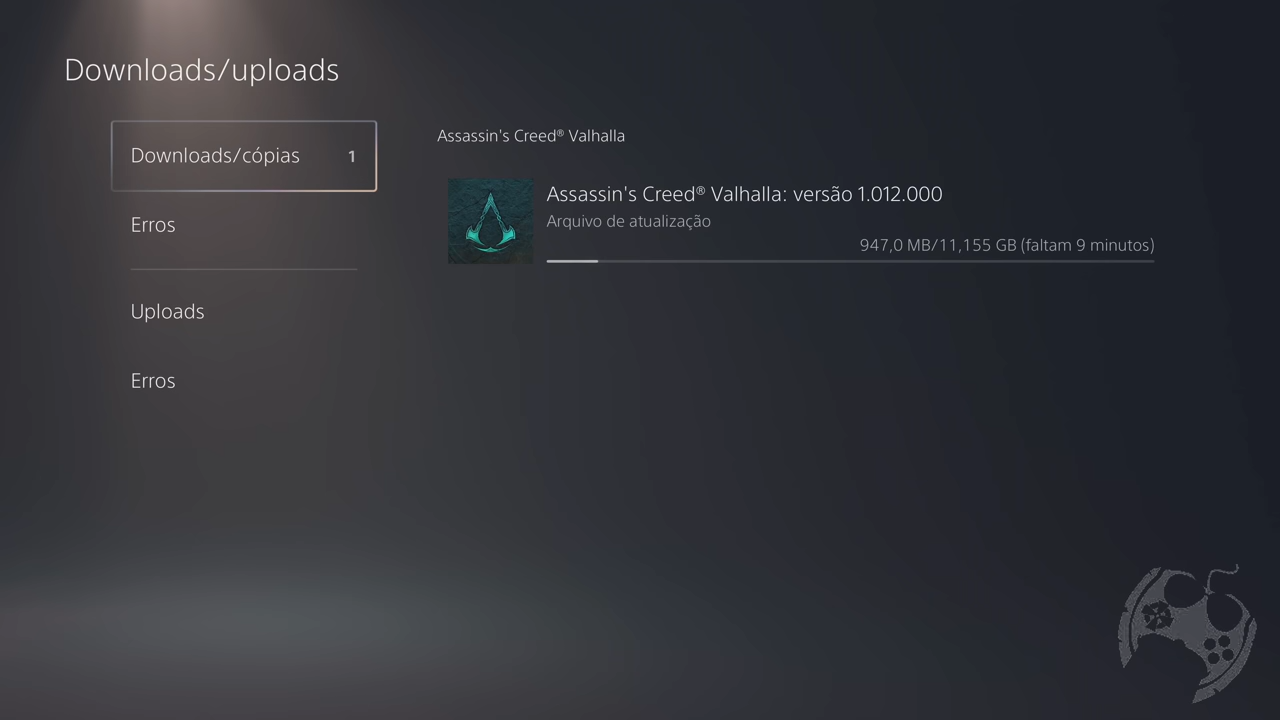 Downloads/uploads
Downloads/cópias 1
Erros
Uploads
Erros
Assassin's Creed® Valhalla
Assassin's Creed® Valhalla: versão 1.012.000
Arquivo de atualização
947,0 MB/11,155 GB (faltam 9 minutos)